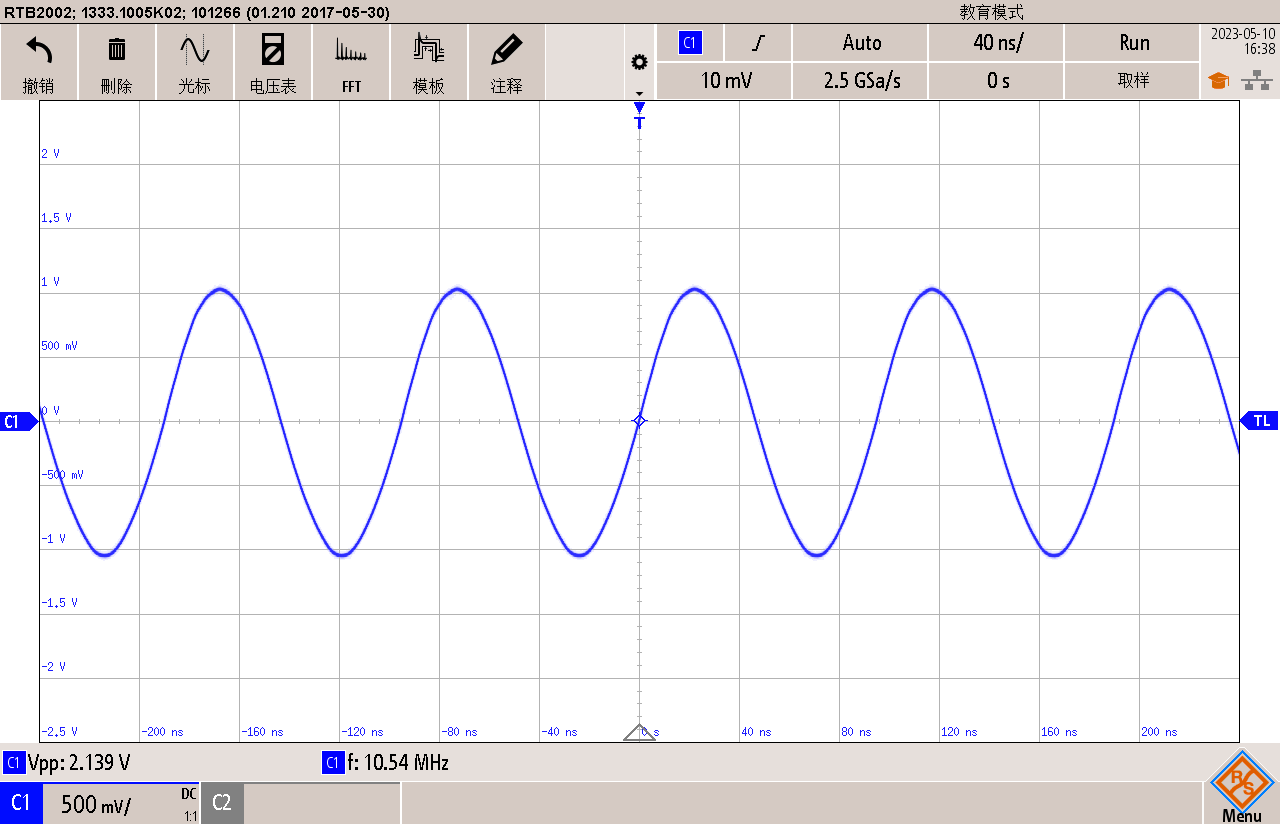 RTB2002; 1333.1005K02; 101266 (01.210 2017-05-30)
教育模式
撤销
删除
光标
电压表
FFT
模板
注释
C1
Auto
40 ns/
Run
10 mV
2.5 GSa/s
0 s
取样
2023-05-10
16:38
T
2 V
1.5 V
1 V
500 mV
0 V
C1
TL
-500 mV
-1 V
-1.5 V
-2 V
-2.5 V
-200 ns
-160 ns
-120 ns
-80 ns
-40 ns
0 s
40 ns
80 ns
120 ns
160 ns
200 ns
C1 Vpp: 2.139 V
C1 f: 10.54 MHz
C1
500 mV/
DC
1:1
C2
R
S
Menu